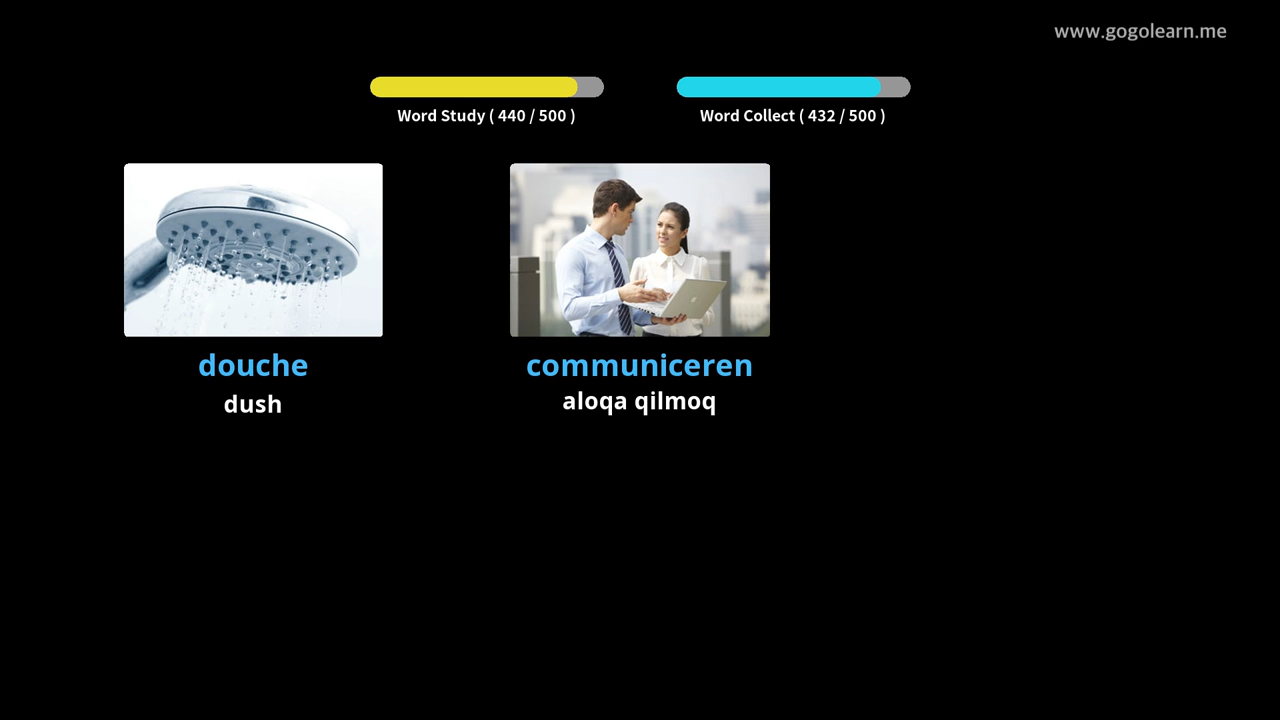 www.gogolearn.me
Word Study ( 440 / 500 )
Word Collect ( 432 / 500 )
douche
dush
communiceren
aloqa qilmoq